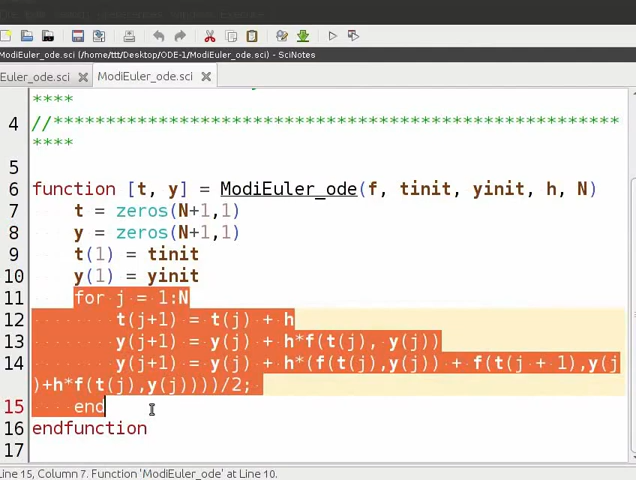 ModiEuler_ode.sci (/home/ttt/Desktop/ODE-1/ModiEuler_ode.sci) - SciNotes
Euler_ode.sci
ModiEuler_ode.sci
****
4 //******************************************************
****
5
6 function [t, y] = ModiEuler_ode(f, tinit, yinit, h, N)
7 t = zeros(N+1,1)
8 y = zeros(N+1,1)
9 t(1) = tinit
10 y(1) = yinit
11 for j = 1:N
12 t(j+1) = t(j) + h
13 y(j+1) = y(j) + h*f(t(j), y(j))
14 y(j+1) = y(j) + h*(f(t(j),y(j)) + f(t(j + 1),y(j
)+h*f(t(j),y(j))))/2;
15 end
16 endfunction
17
Line 15, Column 7. Function 'ModiEuler_ode' at Line 10.